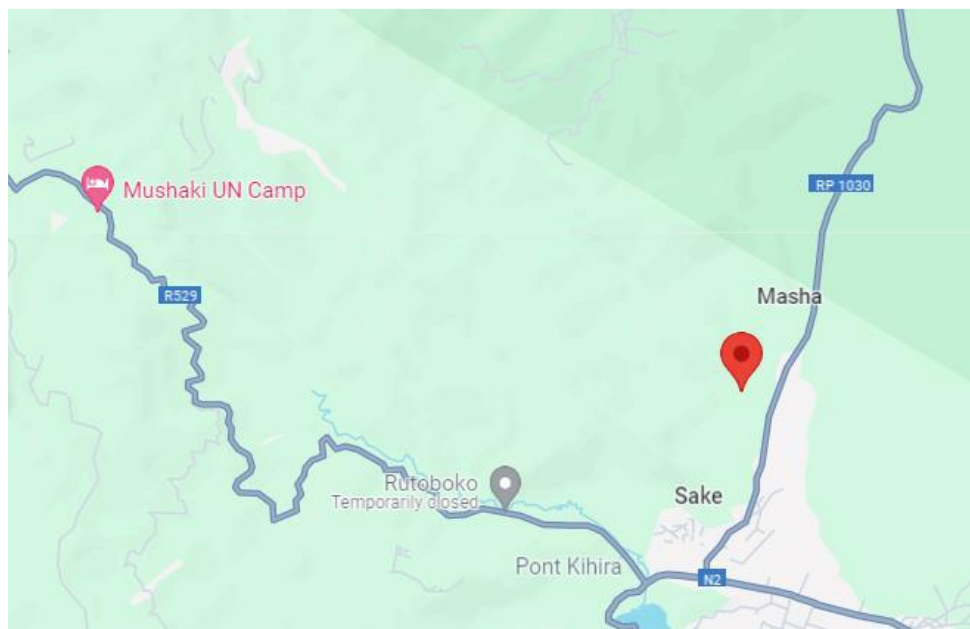 Mushaki UN Camp
RP 1030
R529
Masha
Rutoboko
Temporarily closed
Sake
Pont Kihira
N2